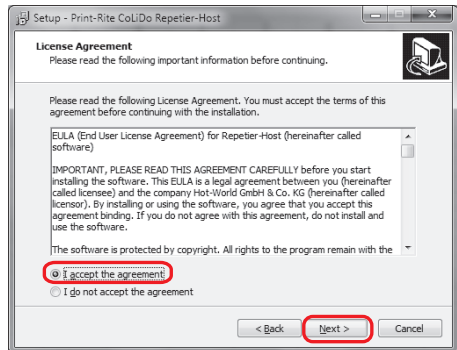 Setup - Print-Rite CoLiDo Repetier-Host
License Agreement
Please read the following important information before continuing.
Please read the following License Agreement. You must accept the terms of this
agreement before continuing with the installation.
EULA (End User License Agreement) for Repetier-Host (hereinafter called
software)
IMPORTANT, PLEASE READ THIS AGREEMENT CAREFULLY before you start
installing the software. This EULA is a legal agreement between you (hereinafter
called licensee) and the company Hot-World GmbH & Co. KG (hereinafter called
licensor). By installing or using the software, you agree that you accept this
agreement binding. If you do not agree with this agreement, do not install and
use the software.
The software is protected by copyright. All rights to the program remain with the
I accept the agreement
I do not accept the agreement
< Back Next > Cancel